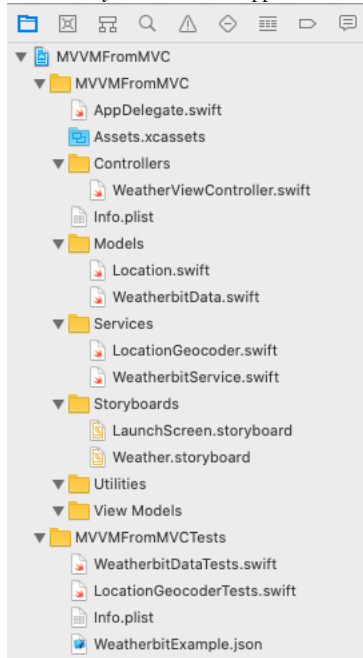 MVVMFromMVC
MVVMFromMVC
AppDelegate.swift
Assets.xcassets
Controllers
WeatherViewController.swift
Info.plist
Models
Location.swift
WeatherbitData.swift
Services
LocationGeocoder.swift
WeatherbitService.swift
Storyboards
LaunchScreen.storyboard
Weather.storyboard
Utilities
View Models
MVVMFromMVCTests
WeatherbitDataTests.swift
LocationGeocoderTests.swift
Info.plist
WeatherbitExample.json